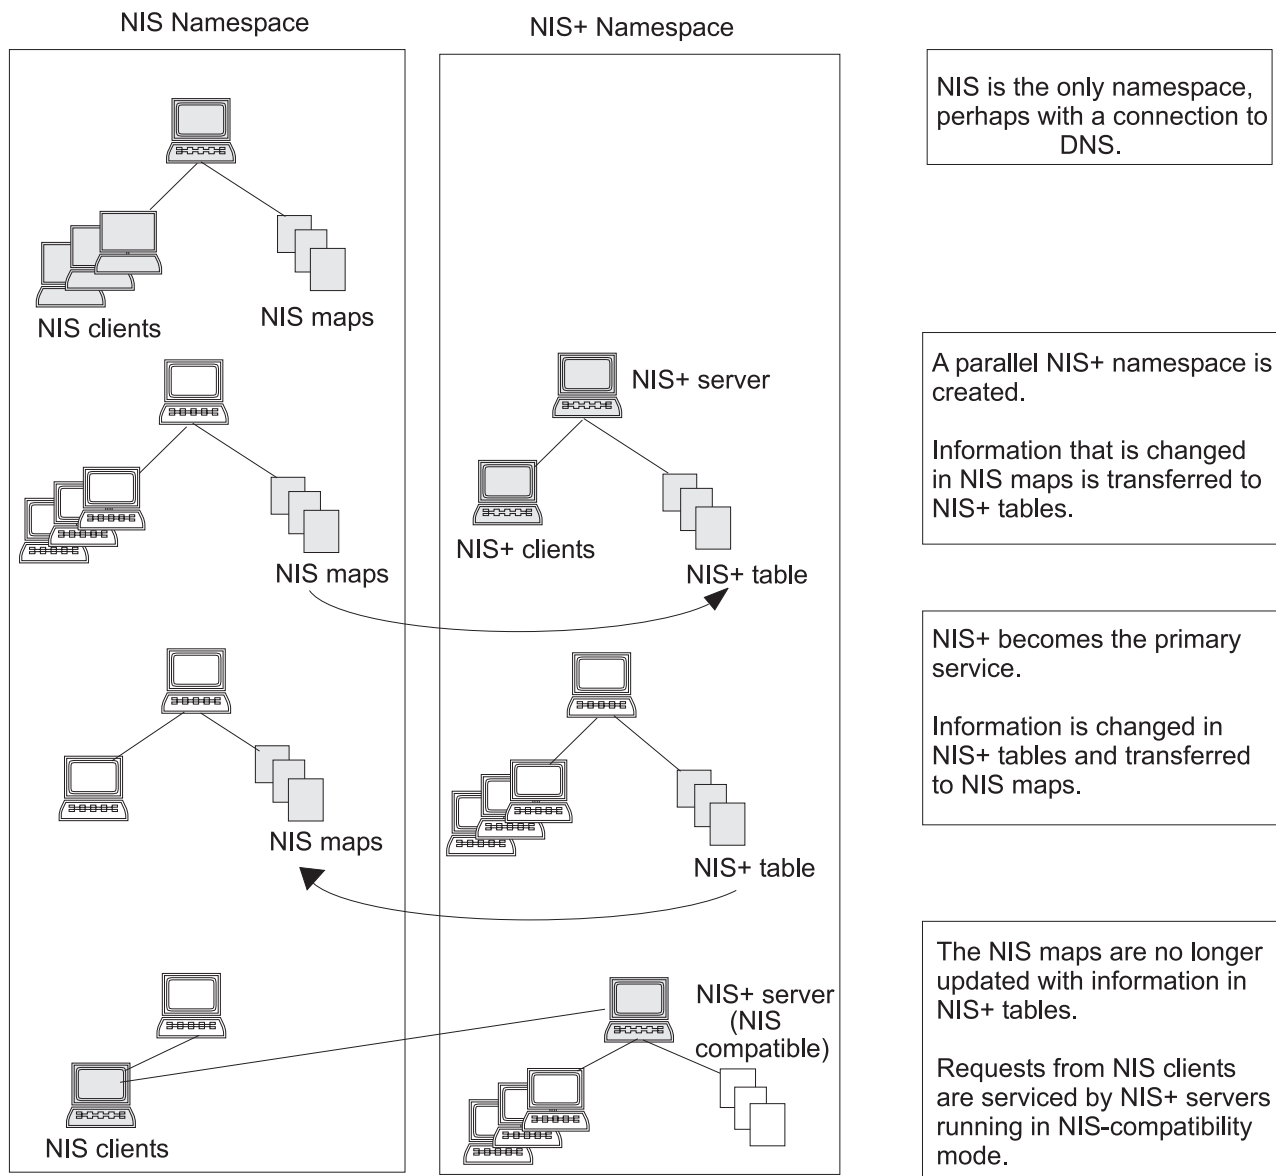 NIS Namespace
NIS+ Namespace
NIS is the only namespace,
perhaps with a connection to
DNS.
NIS clients
NIS maps
NIS+ server
A parallel NIS+ namespace is
created.
Information that is changed
in NIS maps is transferred to
NIS+ tables.
NIS+ clients
NIS maps
NIS+ table
NIS+ becomes the primary
service.
Information is changed in
NIS+ tables and transferred
to NIS maps.
NIS maps
NIS+ table
NIS+ server
(NIS
compatible)
The NIS maps are no longer
updated with information in
NIS+ tables.
Requests from NIS clients
are serviced by NIS+ servers
running in NIS-compatibility
mode.
NIS clients